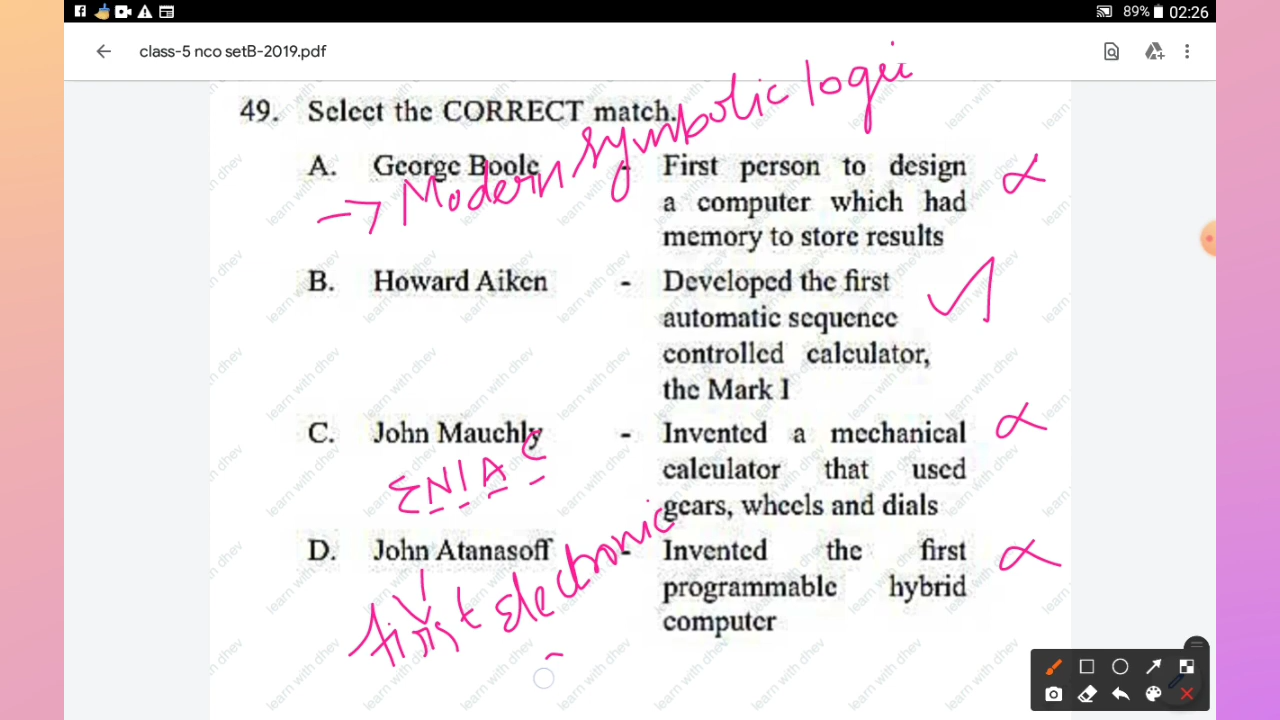 89% 02:26
class-5 nco setB-2019.pdf
49. Select the CORRECT match.
A. George Boole - First person to design
a computer which had
memory to store results
→ Modern symbolic logic
B. Howard Aiken - Developed the first
automatic sequence
controlled calculator,
the Mark I
C. John Mauchly - Invented a mechanical
calculator that used
gears, wheels and dials
ENIAC
D. John Atanasoff - Invented the first
programmable hybrid
computer
first electronic
learn with dhev